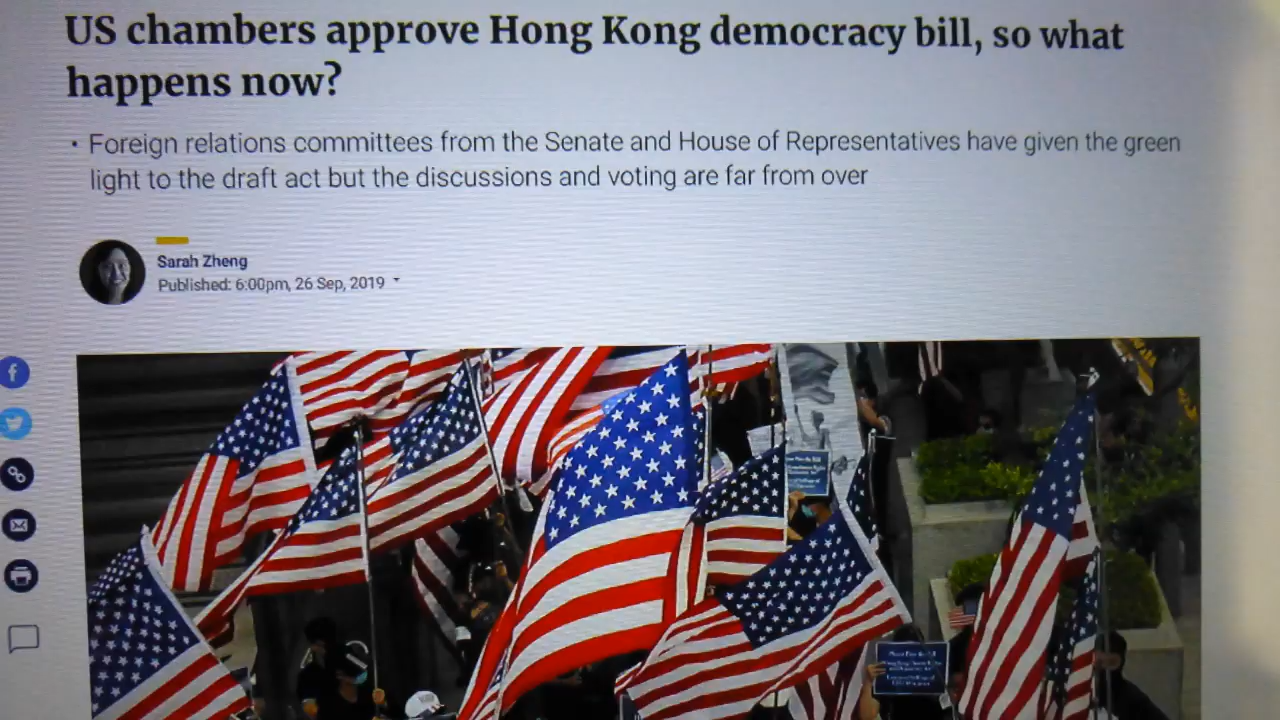 US chambers approve Hong Kong democracy bill, so what
happens now?
• Foreign relations committees from the Senate and House of Representatives have given the green
light to the draft act but the discussions and voting are far from over
Sarah Zheng
Published: 6:00pm, 26 Sep, 2019